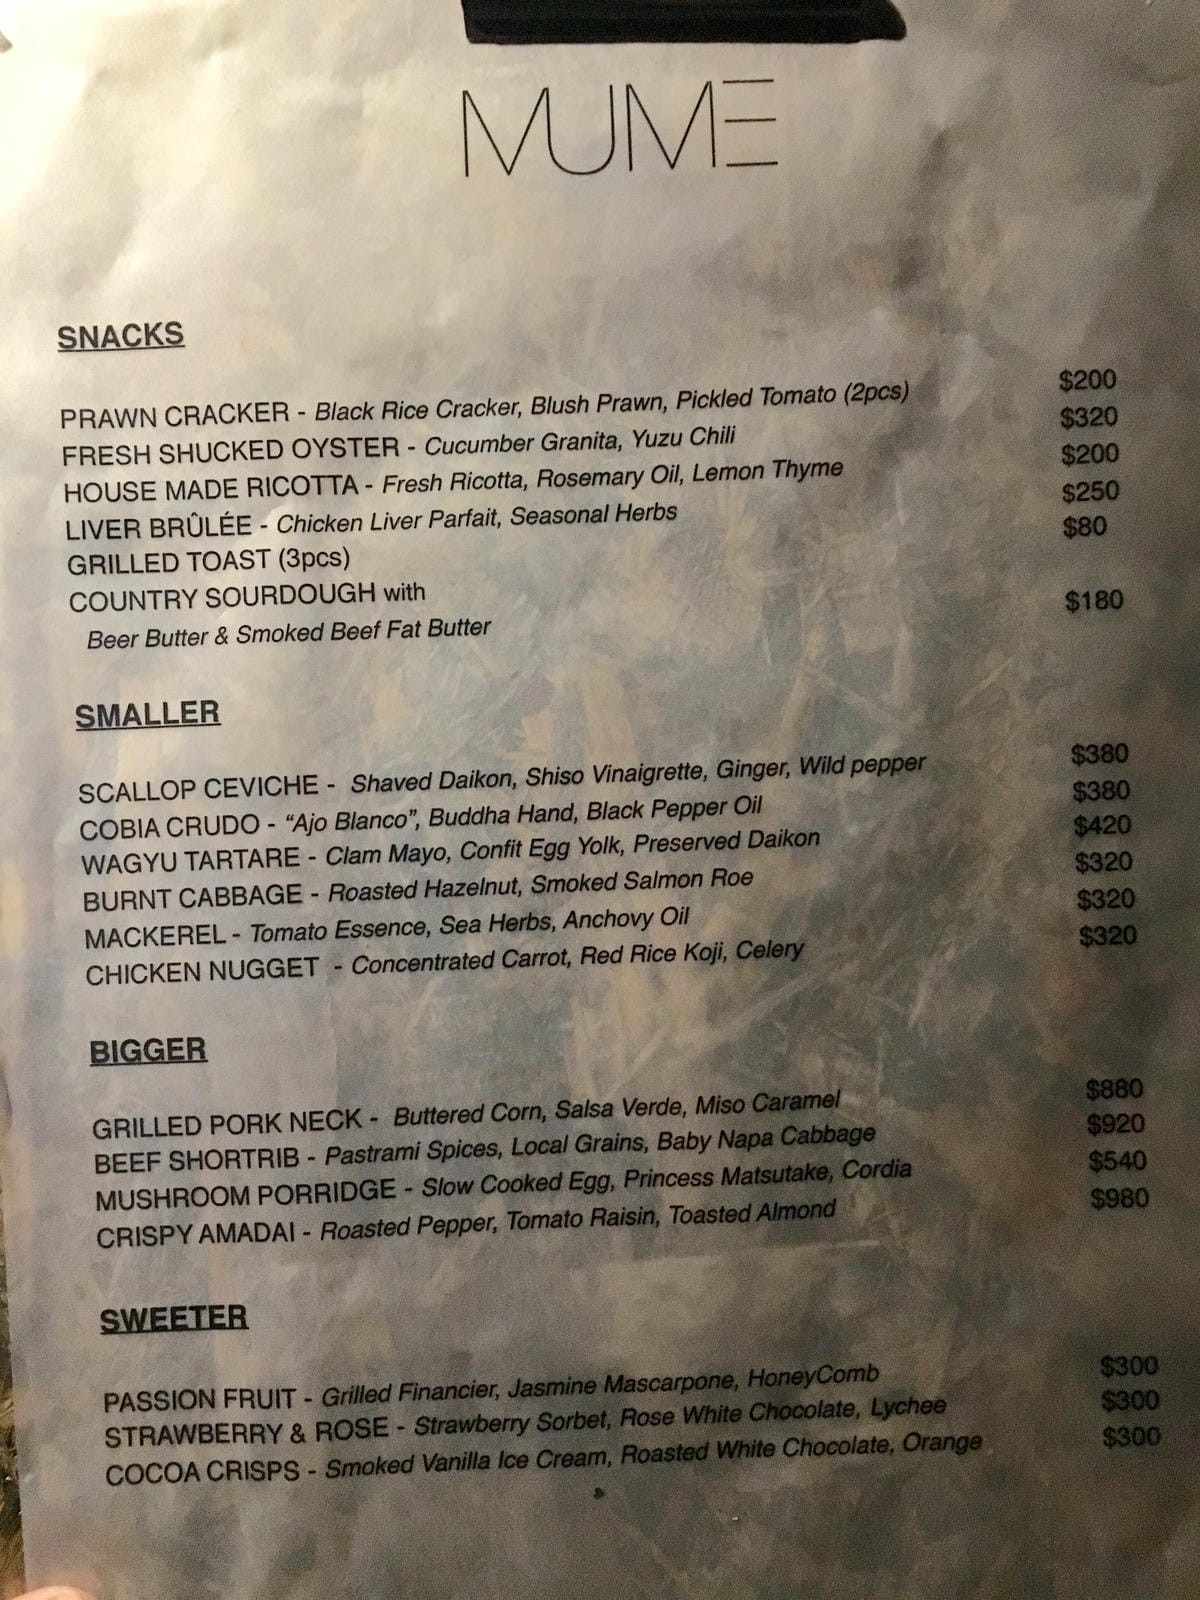 MUME
SNACKS
PRAWN CRACKER - Black Rice Cracker, Blush Prawn, Pickled Tomato (2pcs) $200
FRESH SHUCKED OYSTER - Cucumber Granita, Yuzu Chili $320
HOUSE MADE RICOTTA - Fresh Ricotta, Rosemary Oil, Lemon Thyme $200
LIVER BRÛLÉE - Chicken Liver Parfait, Seasonal Herbs $250
GRILLED TOAST (3pcs) $80
COUNTRY SOURDOUGH with
Beer Butter & Smoked Beef Fat Butter $180
SMALLER
SCALLOP CEVICHE - Shaved Daikon, Shiso Vinaigrette, Ginger, Wild pepper $380
COBIA CRUDO - “Ajo Blanco”, Buddha Hand, Black Pepper Oil $380
WAGYU TARTARE - Clam Mayo, Confit Egg Yolk, Preserved Daikon $420
BURNT CABBAGE - Roasted Hazelnut, Smoked Salmon Roe $320
MACKEREL - Tomato Essence, Sea Herbs, Anchovy Oil $320
CHICKEN NUGGET - Concentrated Carrot, Red Rice Koji, Celery $320
BIGGER
GRILLED PORK NECK - Buttered Corn, Salsa Verde, Miso Caramel $880
BEEF SHORTRIB - Pastrami Spices, Local Grains, Baby Napa Cabbage $920
MUSHROOM PORRIDGE - Slow Cooked Egg, Princess Matsutake, Cordia $540
CRISPY AMADAI - Roasted Pepper, Tomato Raisin, Toasted Almond $980
SWEETER
PASSION FRUIT - Grilled Financier, Jasmine Mascarpone, HoneyComb $300
STRAWBERRY & ROSE - Strawberry Sorbet, Rose White Chocolate, Lychee $300
COCOA CRISPS - Smoked Vanilla Ice Cream, Roasted White Chocolate, Orange $300